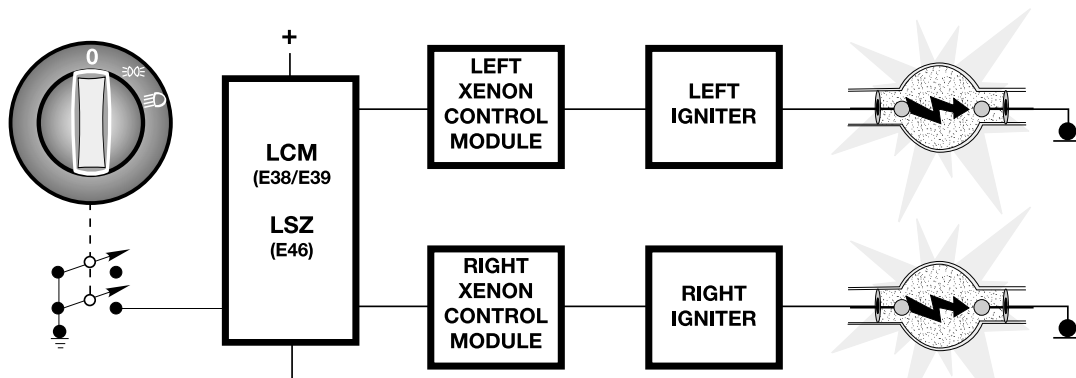 0
+
LCM
(E38/E39
LSZ
(E46)
LEFT
XENON
CONTROL
MODULE
LEFT
IGNITER
RIGHT
XENON
CONTROL
MODULE
RIGHT
IGNITER